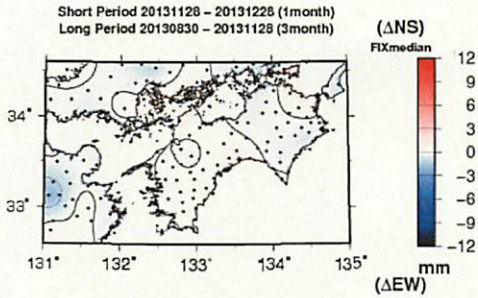 Short Period 20131128 – 20131228 (1month)
Long Period 20130830 – 20131128 (3month)
(ΔNS)
FIXmedian
12
9
6
3
0
−3
−6
−9
−12
mm
(ΔEW)
34°
33°
131° 132° 133° 134° 135°